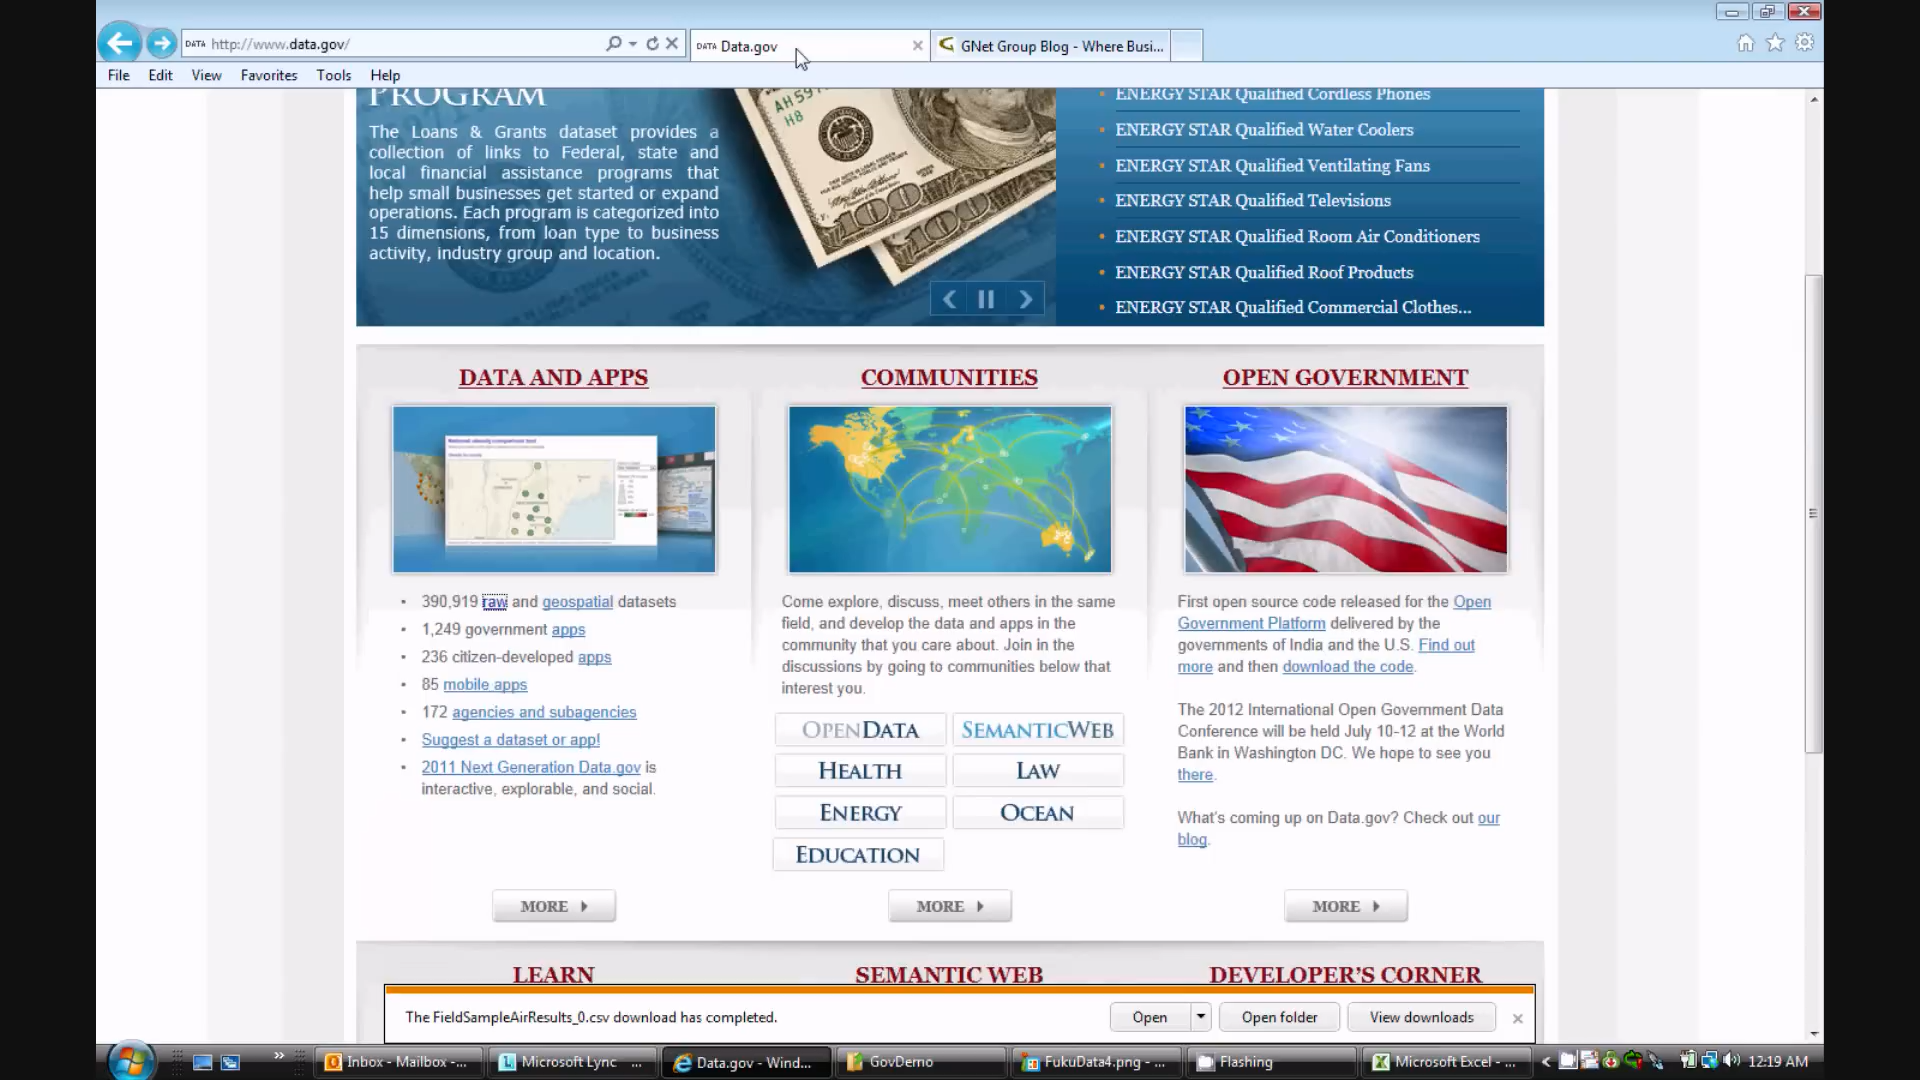 DATA http://www.data.gov/
DATA Data.gov
GNet Group Blog - Where Busi...
File Edit View Favorites Tools Help
PROGRAM
The Loans & Grants dataset provides a
collection of links to Federal, state and
local financial assistance programs that
help small businesses get started or expand
operations. Each program is categorized into
15 dimensions, from loan type to business
activity, industry group and location.
ENERGY STAR Qualified Cordless Phones
ENERGY STAR Qualified Water Coolers
ENERGY STAR Qualified Ventilating Fans
ENERGY STAR Qualified Televisions
ENERGY STAR Qualified Room Air Conditioners
ENERGY STAR Qualified Roof Products
ENERGY STAR Qualified Commercial Clothes...
DATA AND APPS
390,919 raw and geospatial datasets
1,249 government apps
236 citizen-developed apps
85 mobile apps
172 agencies and subagencies
Suggest a dataset or app!
2011 Next Generation Data.gov is
interactive, explorable, and social.
MORE
COMMUNITIES
Come explore, discuss, meet others in the same
field, and develop the data and apps in the
community that you care about. Join in the
discussions by going to communities below that
interest you.
OPENDATA SEMANTICWEB
HEALTH LAW
ENERGY OCEAN
EDUCATION
MORE
OPEN GOVERNMENT
First open source code released for the Open
Government Platform delivered by the
governments of India and the U.S. Find out
more and then download the code.
The 2012 International Open Government Data
Conference will be held July 10-12 at the World
Bank in Washington DC. We hope to see you
there.
What's coming up on Data.gov? Check out our
blog.
MORE
LEARN
SEMANTIC WEB
DEVELOPER'S CORNER
The FieldSampleAirResults_0.csv download has completed.
Open
Open folder
View downloads
Inbox - Mailbox -...
Microsoft Lync ...
Data.gov - Wind...
GovDemo
FukuData4.png - ...
Flashing
Microsoft Excel - ...
12:19 AM